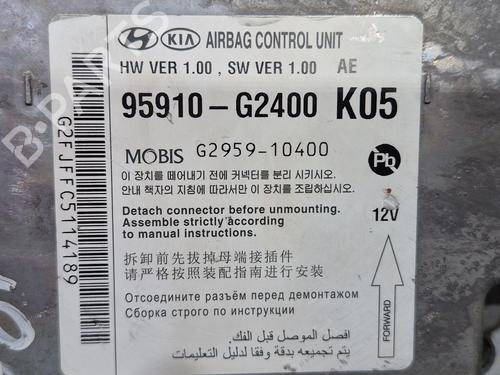 HYUNDAI KIA AIRBAG CONTROL UNIT
HW VER 1.00 , SW VER 1.00 AE
95910-G2400 K05
MOBIS G2959-10400
이 장치를 떼어내기 전에 커넥터를 분리 시키시오.
안내 책자의 지침에 따라서만 이 장치를 조립하십시오
Pb
Detach connector before unmounting.
Assemble strictly according
to manual instructions.
12V
拆卸前先拔掉母端接插件
请严格按照装配指南进行安装
Отсоедините разъём перед демонтажом
Сборка строго по инструкции
افصل الموصل قبل الفك.
يتم تجميعه بدقة وفقا لدليل التعليمات
FORWARD
G2FJFFC5114189
B-PARTS